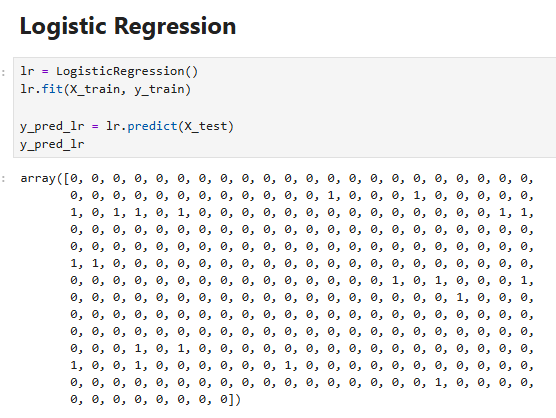 Logistic Regression
:
lr = LogisticRegression()
lr.fit(X_train, y_train)
y_pred_lr = lr.predict(X_test)
y_pred_lr
:
array([0, 0, 0, 0, 0, 0, 0, 0, 0, 0, 0, 0, 0, 0, 0, 0, 0, 0, 0, 0, 0, 0,
0, 0, 0, 0, 0, 0, 0, 0, 0, 0, 0, 0, 1, 0, 0, 0, 1, 0, 0, 0, 0, 0,
1, 0, 1, 1, 0, 1, 0, 0, 0, 0, 0, 0, 0, 0, 0, 0, 0, 0, 0, 0, 1, 1,
0, 0, 0, 0, 0, 0, 0, 0, 0, 0, 0, 0, 0, 0, 0, 0, 0, 0, 0, 0, 0, 0,
0, 0, 0, 0, 0, 0, 0, 0, 0, 0, 0, 0, 0, 0, 0, 0, 0, 0, 0, 0, 0, 0,
1, 1, 0, 0, 0, 0, 0, 0, 0, 0, 0, 0, 0, 0, 0, 0, 0, 0, 0, 0, 0, 0,
0, 0, 0, 0, 0, 0, 0, 0, 0, 0, 0, 0, 0, 0, 0, 1, 0, 1, 0, 0, 0, 1,
0, 0, 0, 0, 0, 0, 0, 0, 0, 0, 0, 0, 0, 0, 0, 0, 0, 0, 1, 0, 0, 0,
0, 0, 0, 0, 0, 0, 0, 0, 0, 0, 0, 0, 0, 0, 0, 0, 0, 0, 0, 0, 0, 0,
0, 0, 0, 0, 0, 0, 0, 0, 0, 0, 0, 0, 0, 0, 0, 0, 0, 0, 0, 0, 0, 0,
0, 0, 0, 1, 0, 1, 0, 0, 0, 0, 0, 0, 0, 0, 0, 0, 0, 0, 0, 0, 0, 0,
1, 0, 0, 1, 0, 0, 0, 0, 0, 0, 1, 0, 0, 0, 0, 0, 0, 0, 0, 0, 0, 0,
0, 0, 0, 0, 0, 0, 0, 0, 0, 0, 0, 0, 0, 0, 0, 0, 0, 1, 0, 0, 0, 0,
0, 0, 0, 0, 0, 0, 0, 0])